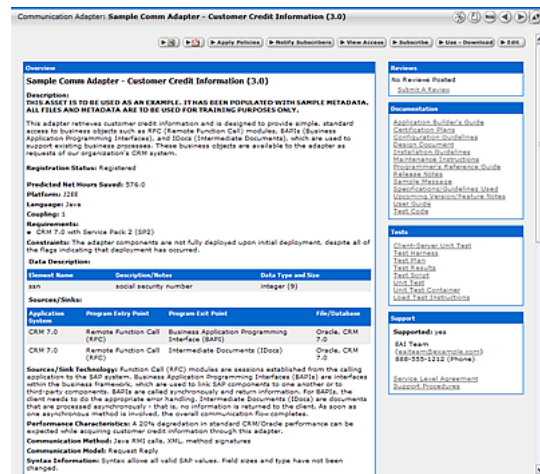 Communication Adapter: Sample Comm Adapter - Customer Credit Information (3.0)
Apply Policies
Notify Subscribers
View Access
Subscribe
Use - Download
Edit
Overview
Sample Comm Adapter - Customer Credit Information (3.0)
Description:
THIS ASSET IS TO BE USED AS AN EXAMPLE. IT HAS BEEN POPULATED WITH SAMPLE METADATA.
ALL FILES AND METADATA ARE TO BE USED FOR TRAINING PURPOSES ONLY.
This adapter retrieves customer credit information and is designed to provide simple, standard
access to business objects such as RFC (Remote Function Call) modules, BAPIs (Business
Application Programming Interfaces), and IDocs (Intermediate Documents), which are used to
support existing business processes. These business objects are available to the adapter as
requests of our organization's CRM system.
Registration Status: Registered
Predicted Net Hours Saved: 576.0
Platform: J2EE
Language: Java
Coupling: 1
Requirements:
CRM 7.0 with Service Pack 2 (SP2)
Constraints: The adapter components are not fully deployed upon initial deployment, despite all of
the flags indicating that deployment has occurred.
Data Description:
Element Name Description/Notes Data Type and Size
ssn social security number integer (9)
Sources/Sinks:
Application System Program Entry Point Program Exit Point File/Database
CRM 7.0 Remote Function Call (RFC) Business Application Programming Interface (BAPI) Oracle, CRM 7.0
CRM 7.0 Remote Function Call (RFC) Intermediate Documents (IDocs) Oracle, CRM 7.0
Sources/Sink Technology: Function Call (RFC) modules are sessions established from the calling
application to the SAP system. Business Application Programming Interfaces (BAPIs) are interfaces
within the business framework, which are used to link SAP components to one another or to
third-party components. BAPIs are called synchronously and return information. For BAPIs, the
client needs to do the appropriate error handling. Intermediate Documents (IDocs) are documents
that are processed asynchronously - that is, no information is returned to the client. As soon as
one asynchronous method is involved, the overall communication flow completes.
Performance Characteristics: A 20% degredation in standard CRM/Oracle performance can be
expected while acquiring customer credit information through this adapter.
Communication Method: Java RMI calls, XML, method signatures
Communication Model: Request Reply
Syntax Information: Syntax allows all valid SAP values. Field sizes and type have not been
changed.
Reviews
No Reviews Posted
Submit A Review
Documentation
Application Builder's Guide
Certification Plans
Configuration Guidelines
Design Document
Installation Guidelines
Maintenance Instructions
Programmer's Reference Guide
Release Notes
Sample Message
Specifications/Guidelines Used
Upcoming Version/Feature Notes
User Guide
Test Code
Tests
Client-Server Unit Test
Test Harness
Test Plan
Test Results
Test Script
Unit Test
Unit Test Container
Load Test Instructions
Support
Supported: yes
EAI Team
(eaiteam@example.com)
888-555-1212 (Phone)
Service Level Agreement
Support Procedures